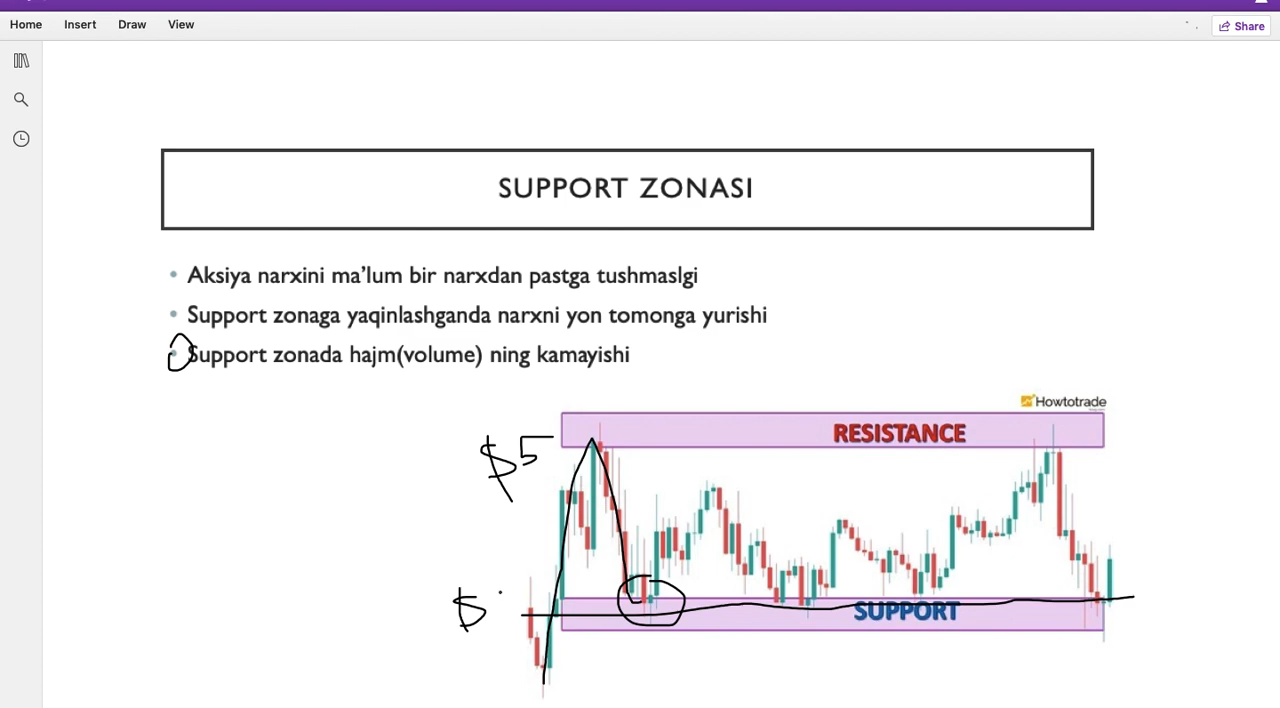 Home Insert Draw View Share
SUPPORT ZONASI
• Aksiya narxini ma’lum bir narxdan pastga tushmaslgi
• Support zonaga yaqinlashganda narxni yon tomonga yurishi
• Support zonada hajm(volume) ning kamayishi
Howtotrade
RESISTANCE
$5
SUPPORT
$